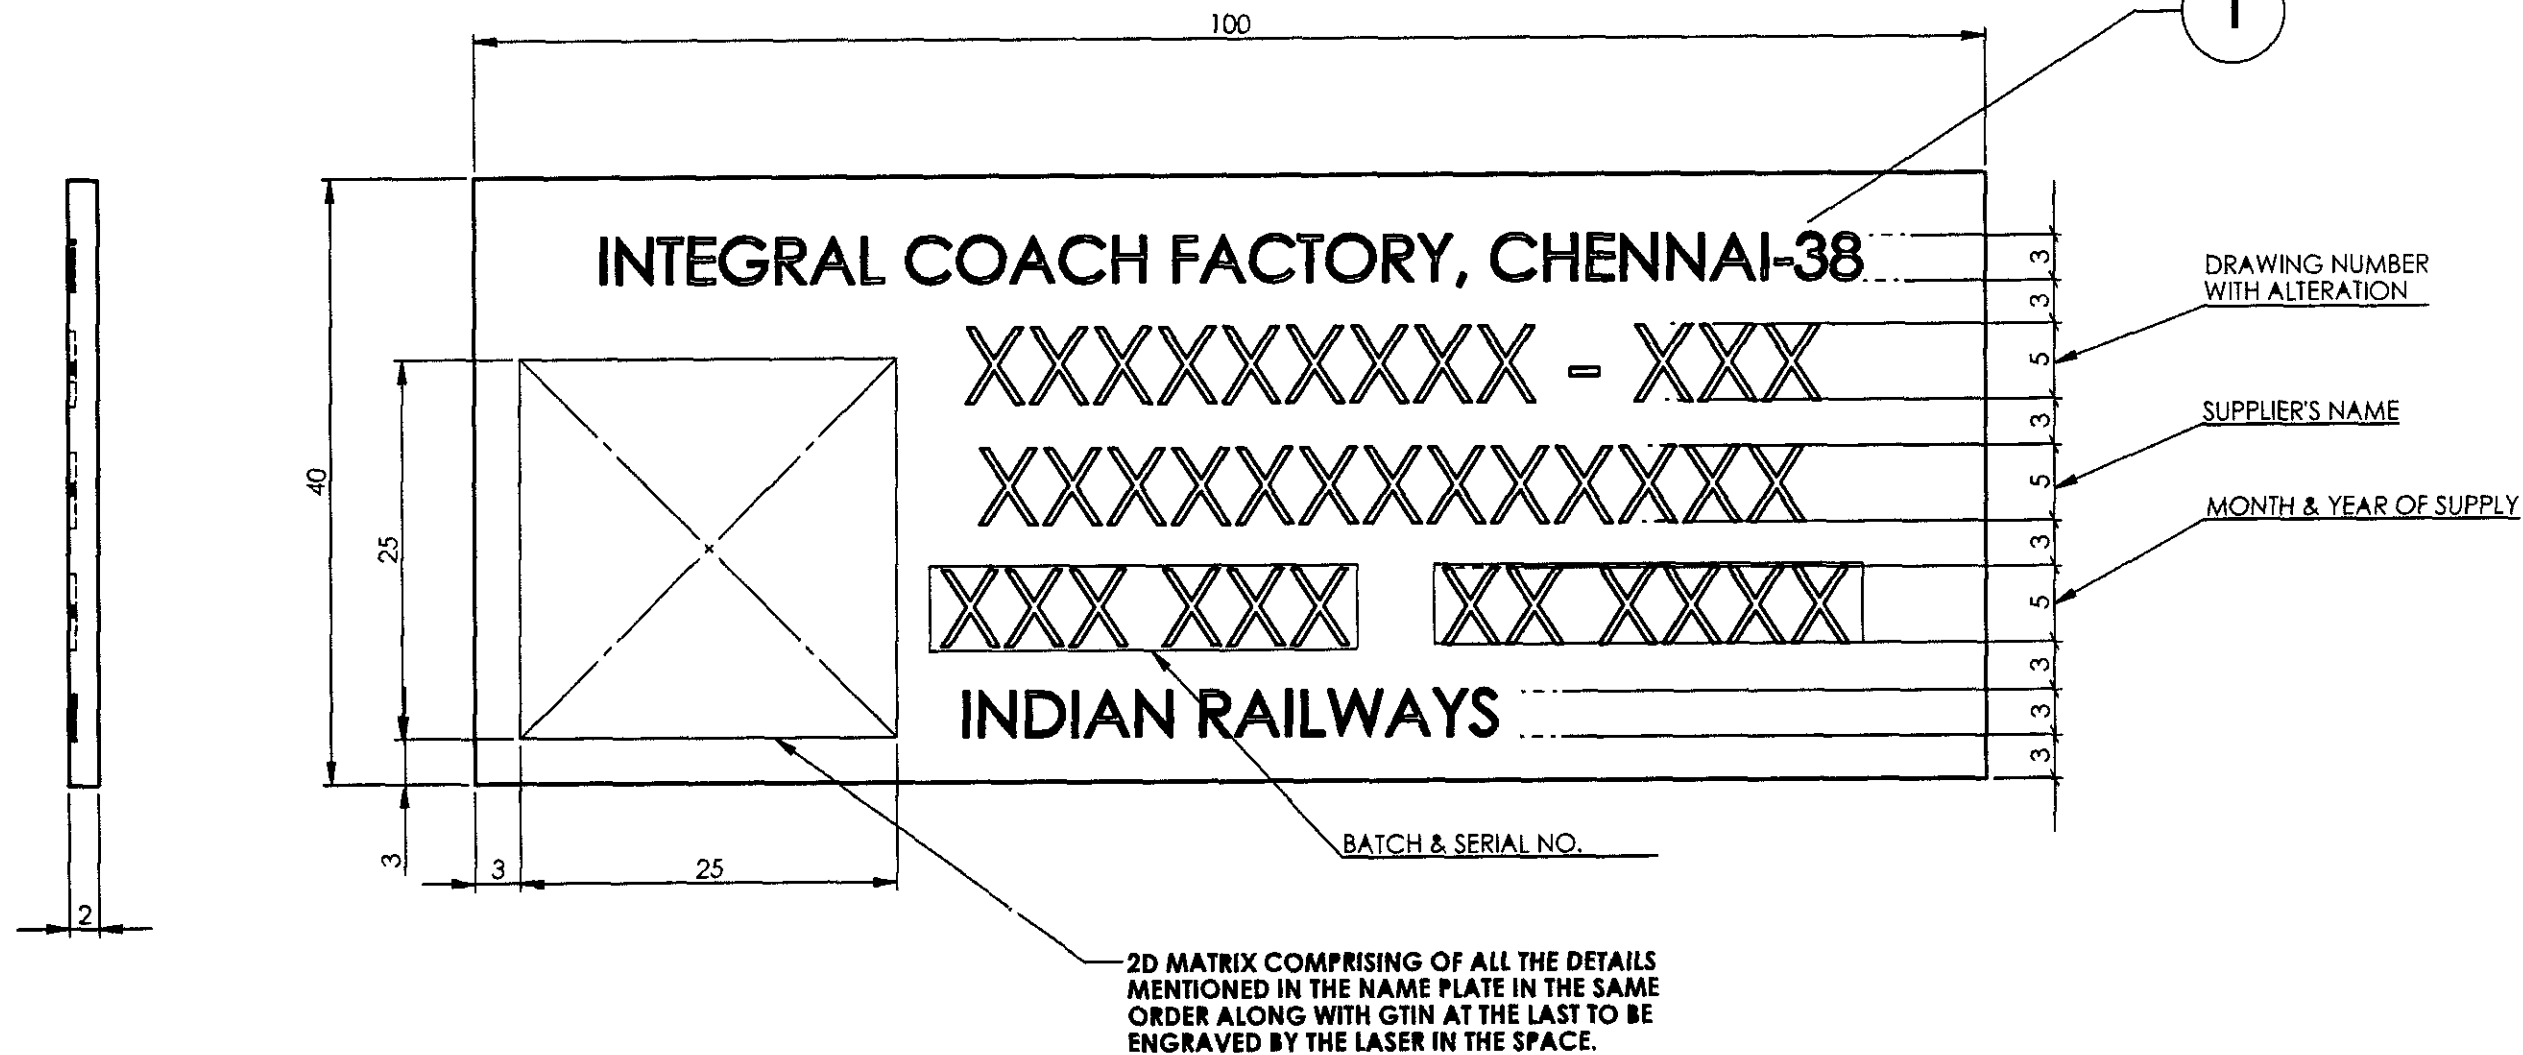 100
1
INTEGRAL COACH FACTORY, CHENNAI-38
3
3
DRAWING NUMBER
WITH ALTERATION
XXXXXXXXX - XXX
5
3
SUPPLIER'S NAME
XXXXXXXXXXXXX
5
40
25
3
MONTH & YEAR OF SUPPLY
XXX XXX
XX XXXX
5
3
INDIAN RAILWAYS
3
3
BATCH & SERIAL NO.
3
3
25
2
2D MATRIX COMPRISING OF ALL THE DETAILS
MENTIONED IN THE NAME PLATE IN THE SAME
ORDER ALONG WITH GTIN AT THE LAST TO BE
ENGRAVED BY THE LASER IN THE SPACE.